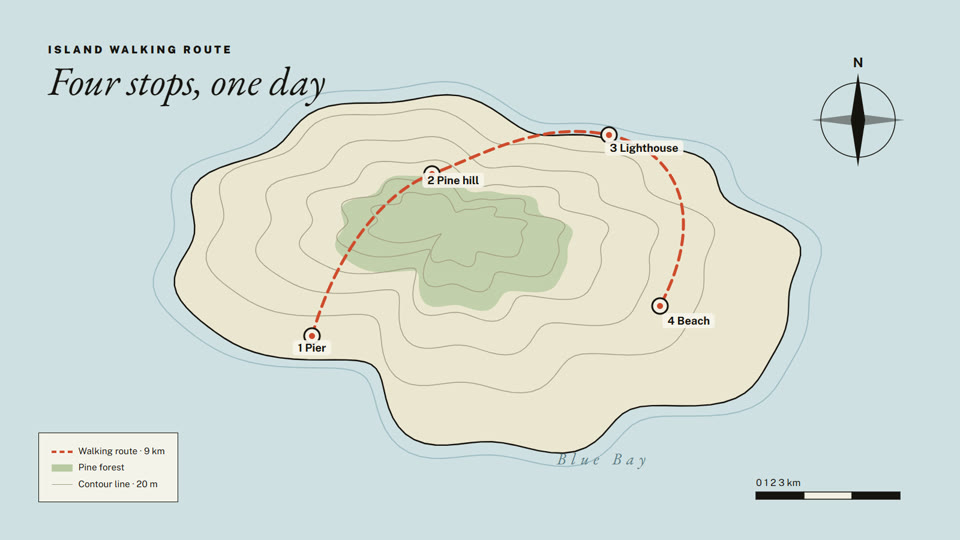 ISLAND WALKING ROUTE
Four stops, one day
N
3 Lighthouse
2 Pine hill
4 Beach
1 Pier
Blue Bay
Walking route · 9 km
Pine forest
Contour line · 20 m
0 1 2 3 km